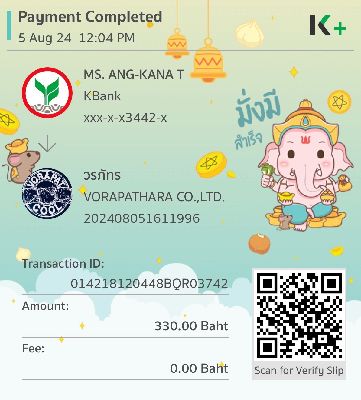 Payment Completed
5 Aug 24 12:04 PM
K+
MS. ANG-KANA T
KBank
xxx-x-x3442-x
มั่งมี
สำเร็จ
วรภัทร
VORAPATHARA CO.,LTD.
202408051611996
VORAPAT
COOL
Transaction ID:
014218120448BQR03742
Amount:
330.00 Baht
Fee:
0.00 Baht
Scan for Verify Slip